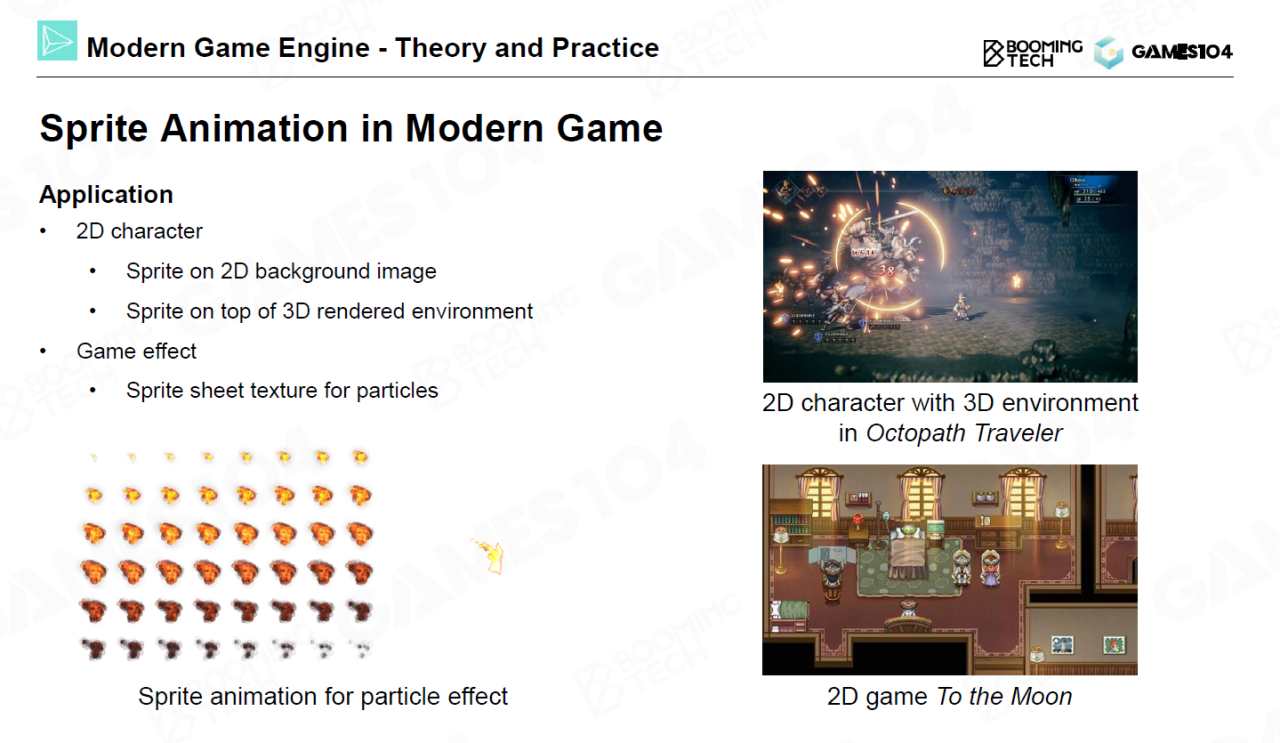 Modern Game Engine - Theory and Practice
BOOMING
TECH
GAMES104
Sprite Animation in Modern Game
Application
• 2D character
• Sprite on 2D background image
• Sprite on top of 3D rendered environment
• Game effect
• Sprite sheet texture for particles
38
2D character with 3D environment
in Octopath Traveler
Sprite animation for particle effect
2D game To the Moon